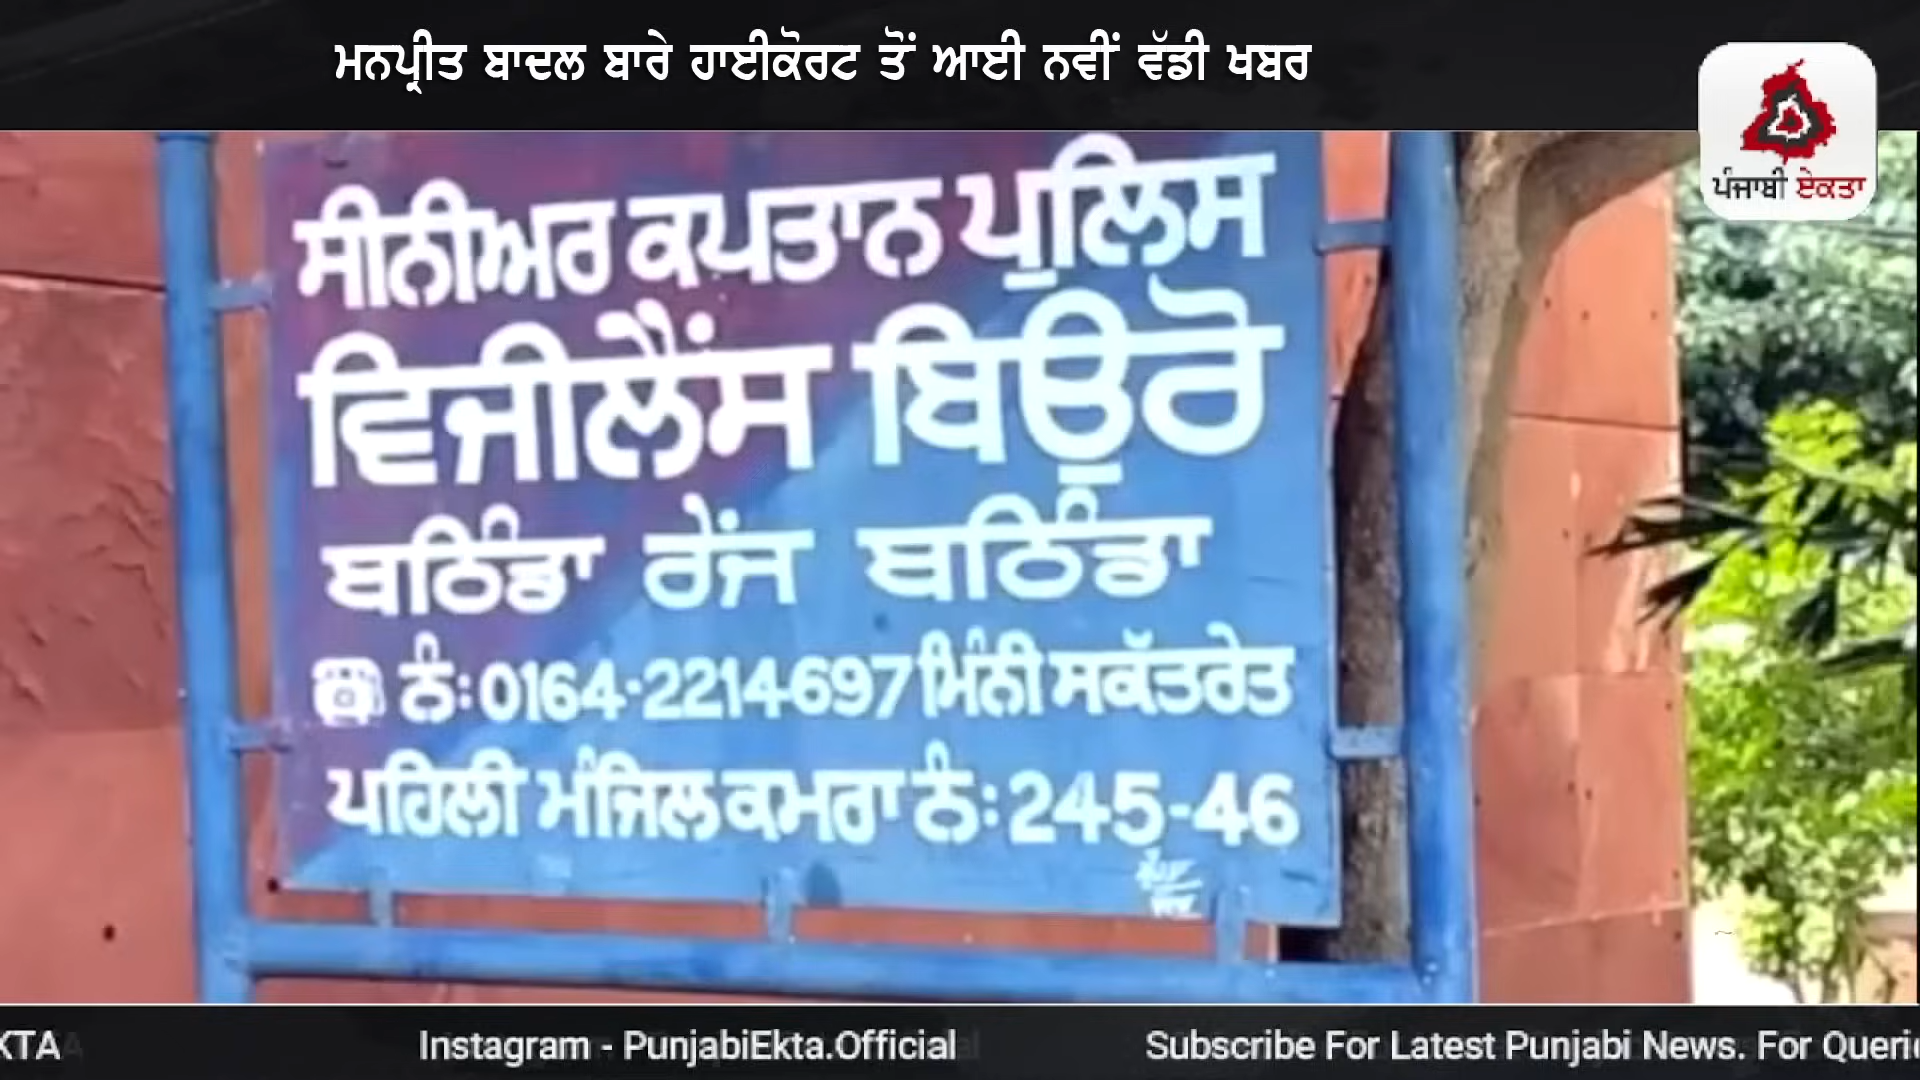 ਮਨਪ੍ਰੀਤ ਬਾਦਲ ਬਾਰੇ ਹਾਈਕੋਰਟ ਤੋਂ ਆਈ ਨਵੀਂ ਵੱਡੀ ਖਬਰ
ਪੰਜਾਬੀ ਏਕਤਾ
ਸੀਨੀਅਰ ਕਪਤਾਨ ਪੁਲਿਸ
ਵਿਜੀਲੈਂਸ ਬਿਊਰੋ
ਬਠਿੰਡਾ ਰੇਂਜ ਬਠਿੰਡਾ
☎ ਨੰ:0164-2214697 ਮਿੰਨੀ ਸਕੱਤਰੇਤ
ਪਹਿਲੀ ਮੰਜਿਲ ਕਮਰਾ ਨੰ:245-46
KTA Instagram - PunjabiEkta.Official Subscribe For Latest Punjabi News. For Querie